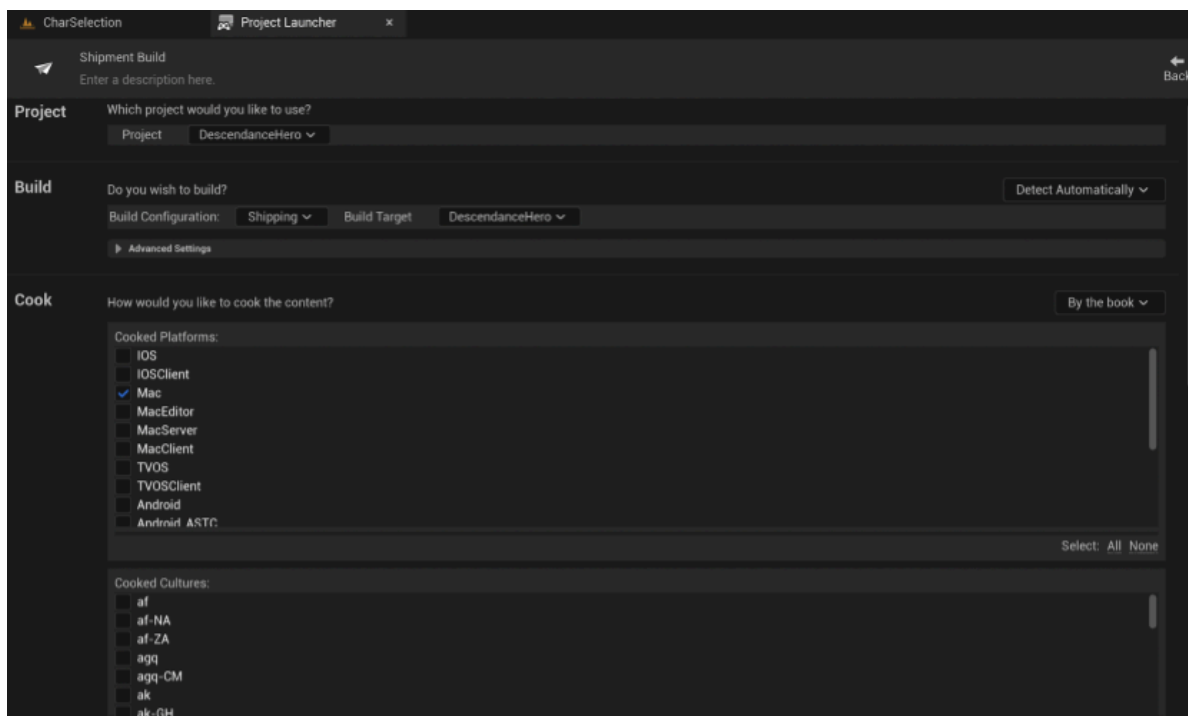 CharSelection Project Launcher x
Shipment Build
Enter a description here.
Back
Project Which project would you like to use?
Project DescendanceHero
Build Do you wish to build? Detect Automatically
Build Configuration: Shipping Build Target DescendanceHero
Advanced Settings
Cook How would you like to cook the content? By the book
Cooked Platforms:
IOS
IOSClient
Mac
MacEditor
MacServer
MacClient
TVOS
TVOSClient
Android
Android_ASTC
Select: All None
Cooked Cultures:
af
af-NA
af-ZA
agq
agq-CM
ak
ak-GH